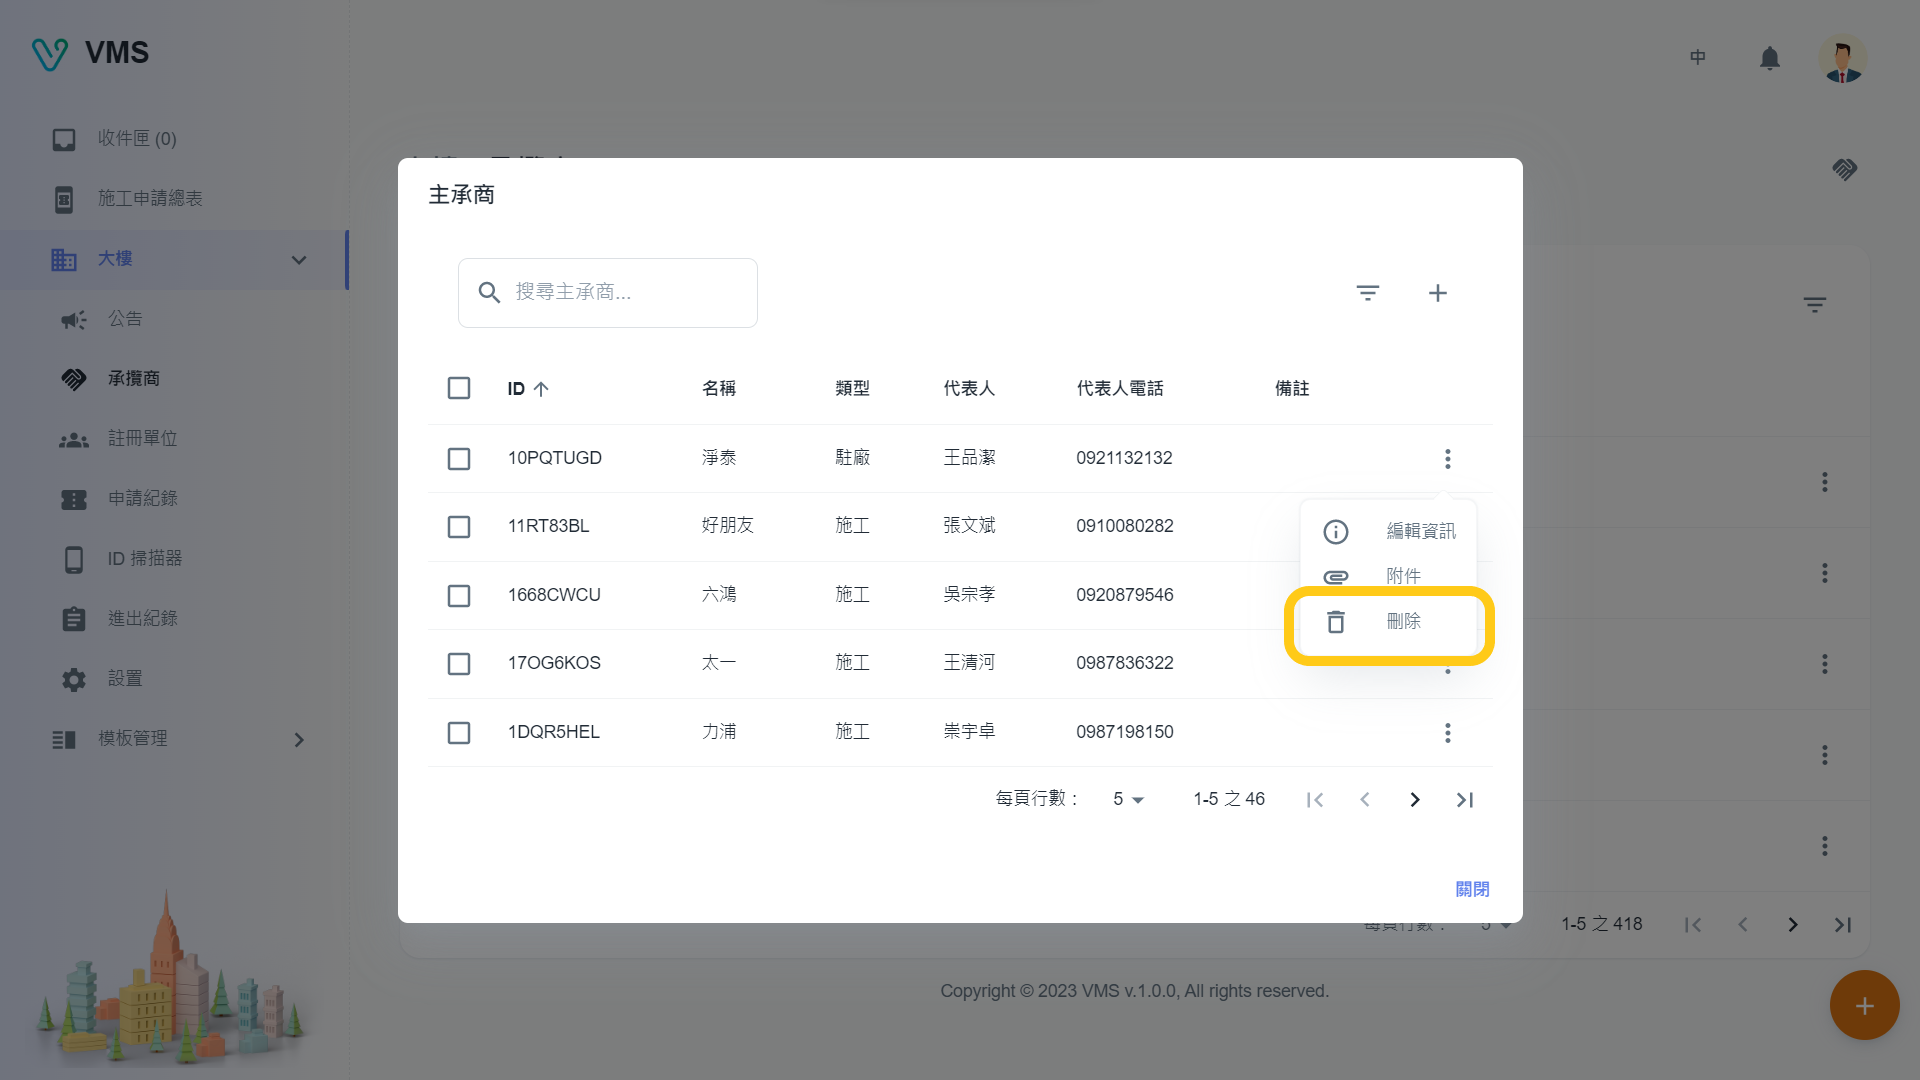 VMS
中
收件匣 (0)
施工申請總表
大樓
公告
承攬商
註冊單位
申請紀錄
ID 掃描器
進出紀錄
設置
模板管理
主承商
搜尋主承商...
ID 名稱 類型 代表人 代表人電話 備註
10PQTUGD 淨泰 駐廠 王品潔 0921132132
11RT83BL 好朋友 施工 張文斌 0910080282
1668CWCU 六鴻 施工 吳宗孝 0920879546
17OG6KOS 太一 施工 王清河 0987836322
1DQR5HEL 力浦 施工 崇宇卓 0987198150
編輯資訊
附件
刪除
每頁行數： 5 1-5 之 46
關閉
每頁行數： 5 1-5 之 418
Copyright © 2023 VMS v.1.0.0, All rights reserved.